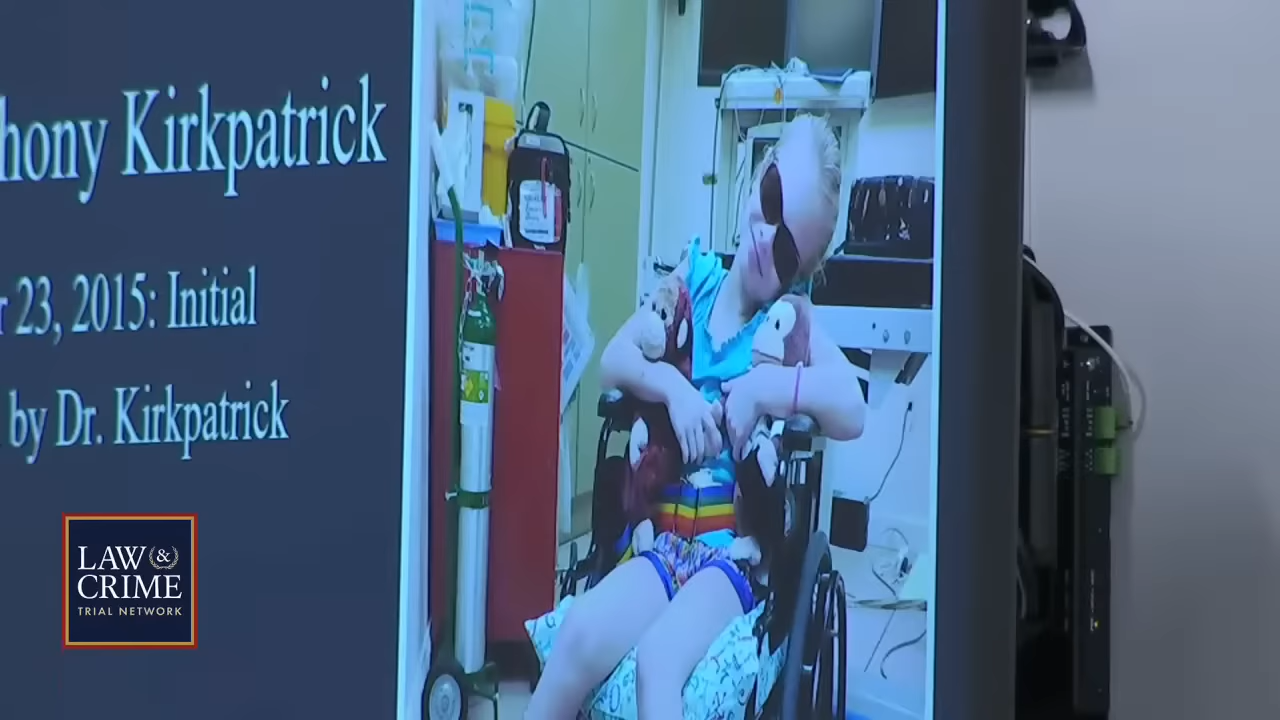 hony Kirkpatrick
r 23, 2015: Initial
by Dr. Kirkpatrick
LAW &
CRIME
TRIAL NETWORK